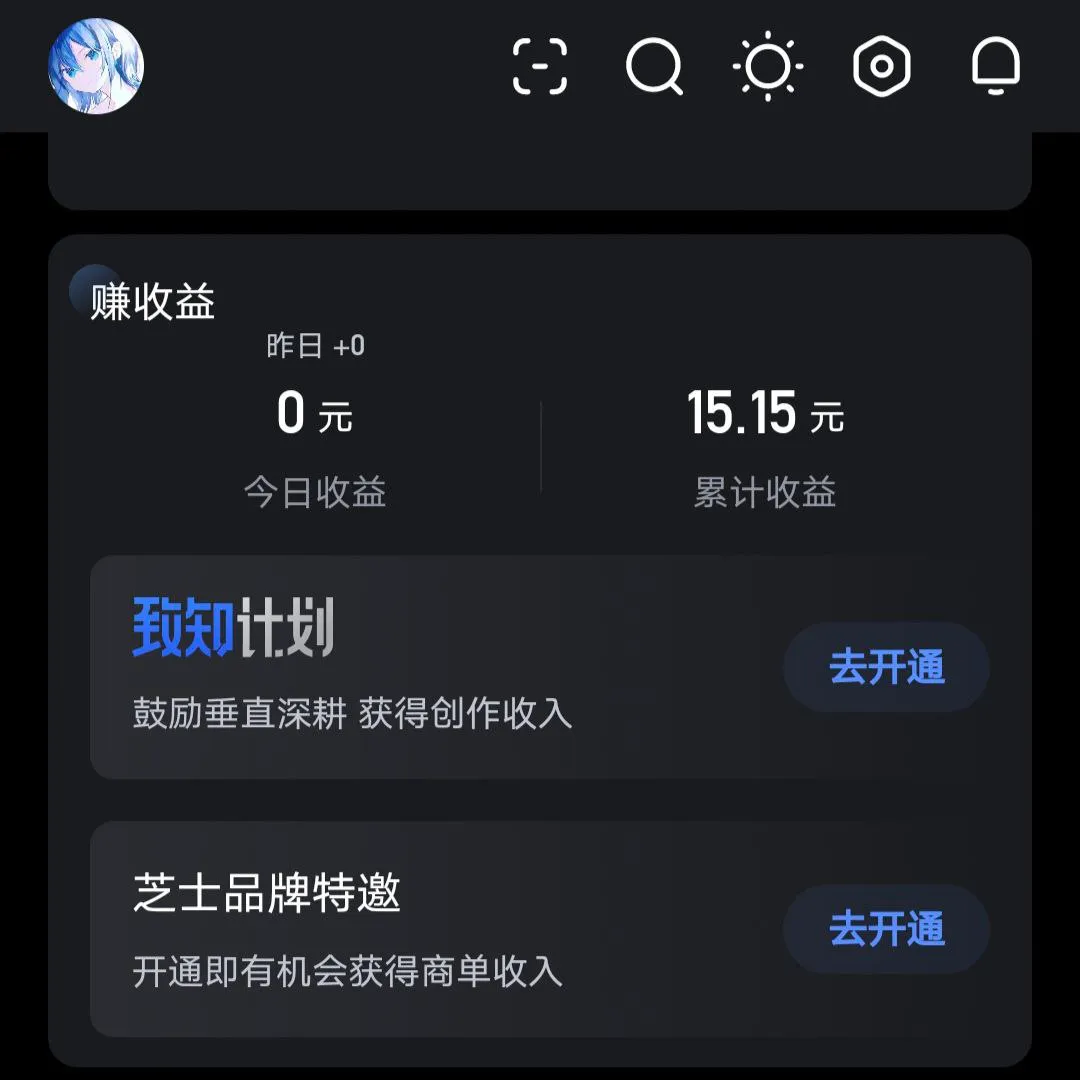 赚收益
昨日 +0
0 元
15.15 元
今日收益
累计收益
致知计划
鼓励垂直深耕 获得创作收入
去开通
芝士品牌特邀
开通即有机会获得商单收入
去开通